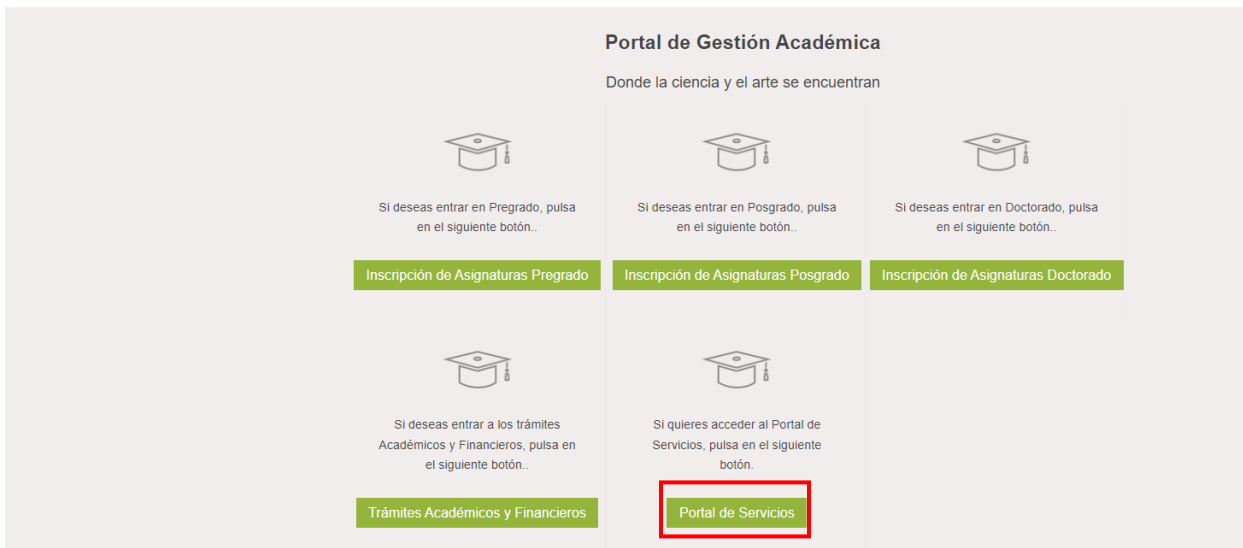 Portal de Gestión Académica
Donde la ciencia y el arte se encuentran
Si deseas entrar en Pregrado, pulsa
en el siguiente botón..
Inscripción de Asignaturas Pregrado
Si deseas entrar en Posgrado, pulsa
en el siguiente botón..
Inscripción de Asignaturas Posgrado
Si deseas entrar en Doctorado, pulsa
en el siguiente botón..
Inscripción de Asignaturas Doctorado
Si deseas entrar a los trámites
Académicos y Financieros, pulsa en
el siguiente botón..
Trámites Académicos y Financieros
Si quieres acceder al Portal de
Servicios, pulsa en el siguiente
botón.
Portal de Servicios